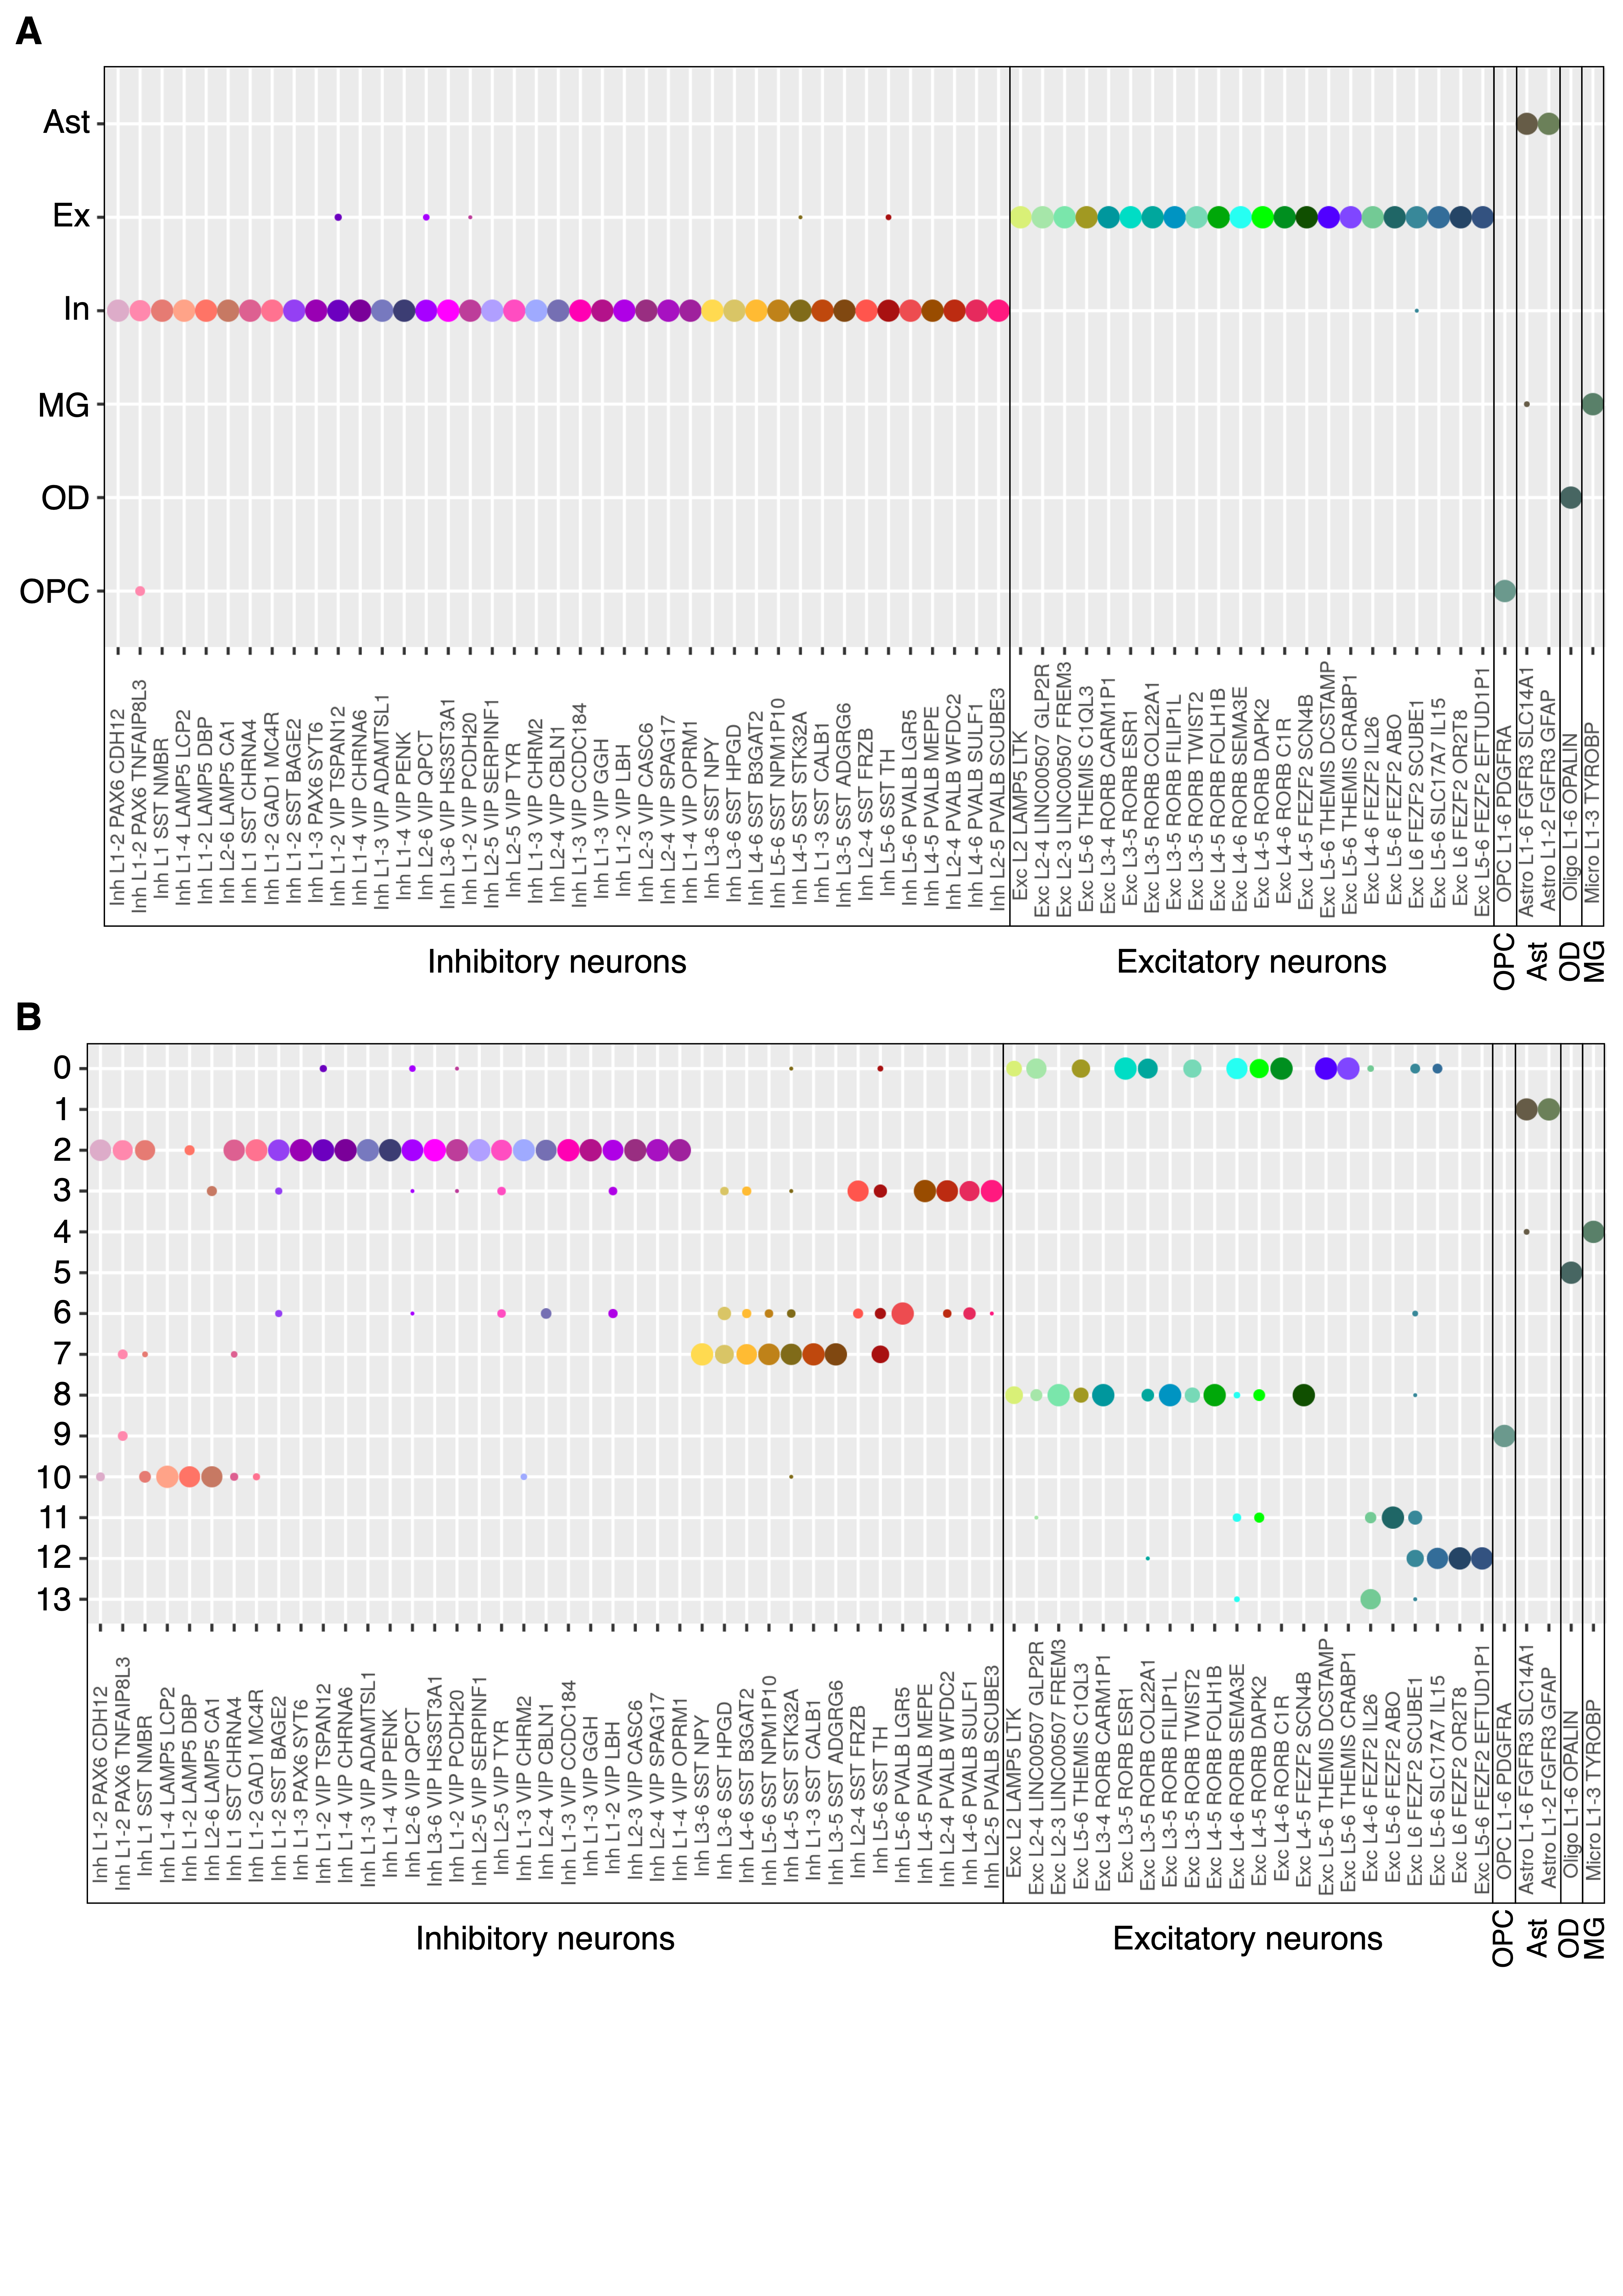 A
Ast
Ex
In
MG
OD
OPC
Inh L1-2 PAX6 CDH12
Inh L1-2 PAX6 TNFAIP8L3
Inh L1 SST NMBR
Inh L1-4 LAMP5 LCP2
Inh L1-2 LAMP5 DBP
Inh L2-6 LAMP5 CA1
Inh L1 SST CHRNA4
Inh L1-2 GAD1 MC4R
Inh L1-2 SST BAGE2
Inh L1-3 PAX6 SYT6
Inh L1-2 VIP TSPAN12
Inh L1-4 VIP CHRNA6
Inh L1-3 VIP ADAMTSL1
Inh L1-4 VIP PENK
Inh L2-6 VIP QPCT
Inh L3-6 VIP HS3ST3A1
Inh L1-2 VIP PCDH20
Inh L2-5 VIP SERPINF1
Inh L2-5 VIP TYR
Inh L1-3 VIP CHRM2
Inh L2-4 VIP CBLN1
Inh L1-3 VIP CCDC184
Inh L1-3 VIP GGH
Inh L1-2 VIP LBH
Inh L2-3 VIP CASC6
Inh L2-4 VIP SPAG17
Inh L1-4 VIP OPRM1
Inh L3-6 SST NPY
Inh L3-6 SST HPGD
Inh L4-6 SST B3GAT2
Inh L5-6 SST NPM1P10
Inh L4-5 SST STK32A
Inh L1-3 SST CALB1
Inh L3-5 SST ADGRG6
Inh L2-4 SST FRZB
Inh L5-6 SST TH
Inh L5-6 PVALB LGR5
Inh L4-5 PVALB MEPE
Inh L2-4 PVALB WFDC2
Inh L4-6 PVALB SULF1
Inh L2-5 PVALB SCUBE3
Exc L2 LAMP5 LTK
Exc L2-4 LINC00507 GLP2R
Exc L2-3 LINC00507 FREM3
Exc L5-6 THEMIS C1QL3
Exc L3-4 RORB CARM1P1
Exc L3-5 RORB ESR1
Exc L3-5 RORB COL22A1
Exc L3-5 RORB FILIP1L
Exc L3-5 RORB TWIST2
Exc L4-5 RORB FOLH1B
Exc L4-6 RORB SEMA3E
Exc L4-5 RORB DAPK2
Exc L4-6 RORB C1R
Exc L4-5 FEZF2 SCN4B
Exc L5-6 THEMIS DCSTAMP
Exc L5-6 THEMIS CRABP1
Exc L4-6 FEZF2 IL26
Exc L5-6 FEZF2 ABO
Exc L6 FEZF2 SCUBE1
Exc L5-6 SLC17A7 IL15
Exc L6 FEZF2 OR2T8
Exc L5-6 FEZF2 EFTUD1P1
OPC L1-6 PDGFRA
Astro L1-6 FGFR3 SLC14A1
Astro L1-2 FGFR3 GFAP
Oligo L1-6 OPALIN
Micro L1-3 TYROBP
Inhibitory neurons
Excitatory neurons
OPC
Ast
OD
MG
B
0
1
2
3
4
5
6
7
8
9
10
11
12
13
Inh L1-2 PAX6 CDH12
Inh L1-2 PAX6 TNFAIP8L3
Inh L1 SST NMBR
Inh L1-4 LAMP5 LCP2
Inh L1-2 LAMP5 DBP
Inh L2-6 LAMP5 CA1
Inh L1 SST CHRNA4
Inh L1-2 GAD1 MC4R
Inh L1-2 SST BAGE2
Inh L1-3 PAX6 SYT6
Inh L1-2 VIP TSPAN12
Inh L1-4 VIP CHRNA6
Inh L1-3 VIP ADAMTSL1
Inh L1-4 VIP PENK
Inh L2-6 VIP QPCT
Inh L3-6 VIP HS3ST3A1
Inh L1-2 VIP PCDH20
Inh L2-5 VIP SERPINF1
Inh L2-5 VIP TYR
Inh L1-3 VIP CHRM2
Inh L2-4 VIP CBLN1
Inh L1-3 VIP CCDC184
Inh L1-3 VIP GGH
Inh L1-2 VIP LBH
Inh L2-3 VIP CASC6
Inh L2-4 VIP SPAG17
Inh L1-4 VIP OPRM1
Inh L3-6 SST NPY
Inh L3-6 SST HPGD
Inh L4-6 SST B3GAT2
Inh L5-6 SST NPM1P10
Inh L4-5 SST STK32A
Inh L1-3 SST CALB1
Inh L3-5 SST ADGRG6
Inh L2-4 SST FRZB
Inh L5-6 SST TH
Inh L5-6 PVALB LGR5
Inh L4-5 PVALB MEPE
Inh L2-4 PVALB WFDC2
Inh L4-6 PVALB SULF1
Inh L2-5 PVALB SCUBE3
Exc L2 LAMP5 LTK
Exc L2-4 LINC00507 GLP2R
Exc L2-3 LINC00507 FREM3
Exc L5-6 THEMIS C1QL3
Exc L3-4 RORB CARM1P1
Exc L3-5 RORB ESR1
Exc L3-5 RORB COL22A1
Exc L3-5 RORB FILIP1L
Exc L3-5 RORB TWIST2
Exc L4-5 RORB FOLH1B
Exc L4-6 RORB SEMA3E
Exc L4-5 RORB DAPK2
Exc L4-6 RORB C1R
Exc L4-5 FEZF2 SCN4B
Exc L5-6 THEMIS DCSTAMP
Exc L5-6 THEMIS CRABP1
Exc L4-6 FEZF2 IL26
Exc L5-6 FEZF2 ABO
Exc L6 FEZF2 SCUBE1
Exc L5-6 SLC17A7 IL15
Exc L6 FEZF2 OR2T8
Exc L5-6 FEZF2 EFTUD1P1
OPC L1-6 PDGFRA
Astro L1-6 FGFR3 SLC14A1
Astro L1-2 FGFR3 GFAP
Oligo L1-6 OPALIN
Micro L1-3 TYROBP
Inhibitory neurons
Excitatory neurons
OPC
Ast
OD
MG